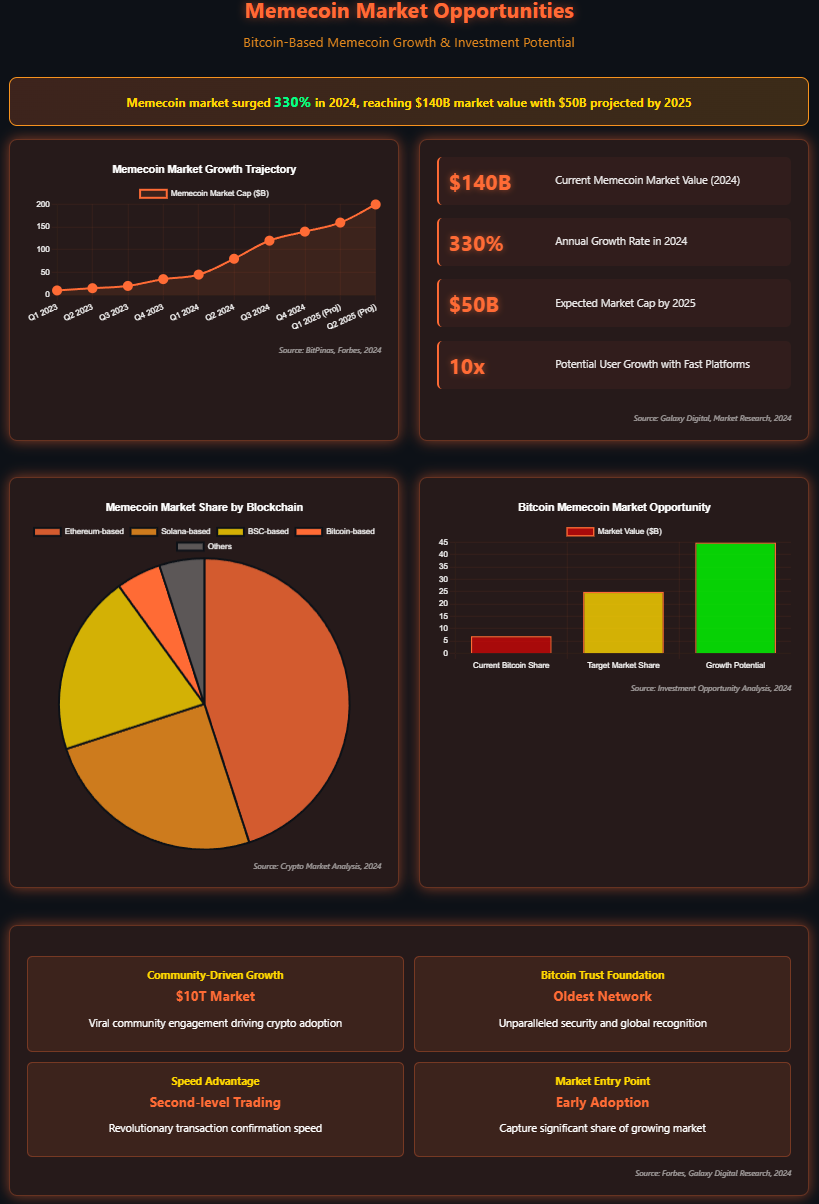 Memecoin Market Opportunities
Bitcoin-Based Memecoin Growth & Investment Potential
Memecoin market surged 330% in 2024, reaching $140B market value with $50B projected by 2025
Memecoin Market Growth Trajectory
Memecoin Market Cap ($B)
200
150
100
50
0
Q1 2023
Q2 2023
Q3 2023
Q4 2023
Q1 2024
Q2 2024
Q3 2024
Q4 2024
Q1 2025 (Proj)
Q2 2025 (Proj)
Source: BitPinas, Forbes, 2024
$140B Current Memecoin Market Value (2024)
330% Annual Growth Rate in 2024
$50B Expected Market Cap by 2025
10x Potential User Growth with Fast Platforms
Source: Galaxy Digital, Market Research, 2024
Memecoin Market Share by Blockchain
Ethereum-based Solana-based BSC-based Bitcoin-based
Others
Source: Crypto Market Analysis, 2024
Bitcoin Memecoin Market Opportunity
Market Value ($B)
45
40
35
30
25
20
15
10
5
0
Current Bitcoin Share Target Market Share Growth Potential
Source: Investment Opportunity Analysis, 2024
Community-Driven Growth
$10T Market
Viral community engagement driving crypto adoption
Bitcoin Trust Foundation
Oldest Network
Unparalleled security and global recognition
Speed Advantage
Second-level Trading
Revolutionary transaction confirmation speed
Market Entry Point
Early Adoption
Capture significant share of growing market
Source: Forbes, Galaxy Digital Research, 2024